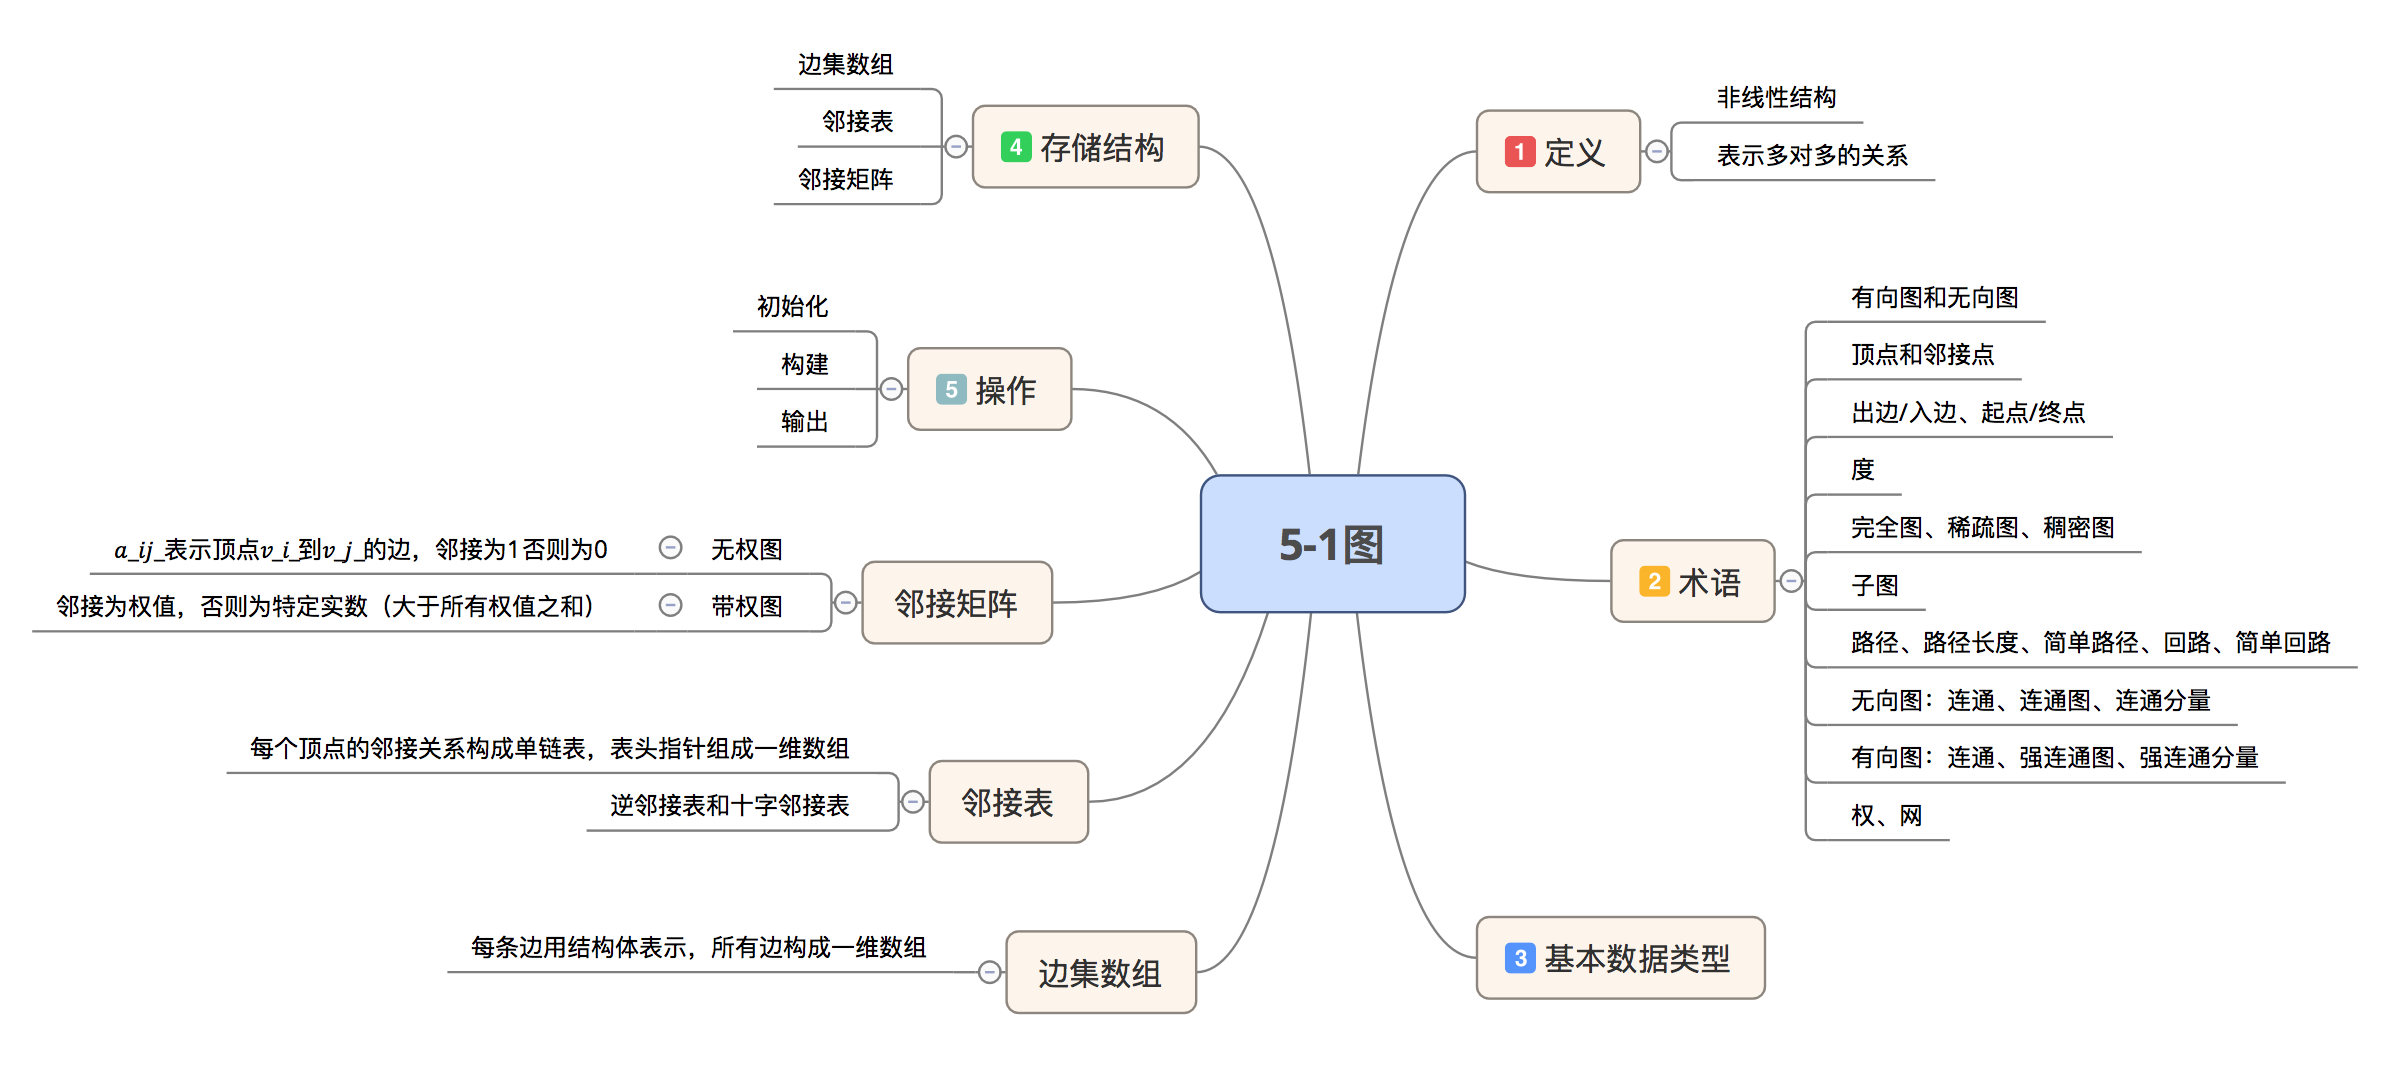 5-1图
1 定义
非线性结构
表示多对多的关系
2 术语
有向图和无向图
顶点和邻接点
出边/入边、起点/终点
度
完全图、稀疏图、稠密图
子图
路径、路径长度、简单路径、回路、简单回路
无向图：连通、连通图、连通分量
有向图：连通、强连通图、强连通分量
权、网
3 基本数据类型
4 存储结构
边集数组
邻接表
邻接矩阵
5 操作
初始化
构建
输出
邻接矩阵
无权图
a_ij_表示顶点v_i_到v_j_的边，邻接为1否则为0
带权图
邻接为权值，否则为特定实数（大于所有权值之和）
邻接表
每个顶点的邻接关系构成单链表，表头指针组成一维数组
逆邻接表和十字邻接表
边集数组
每条边用结构体表示，所有边构成一维数组